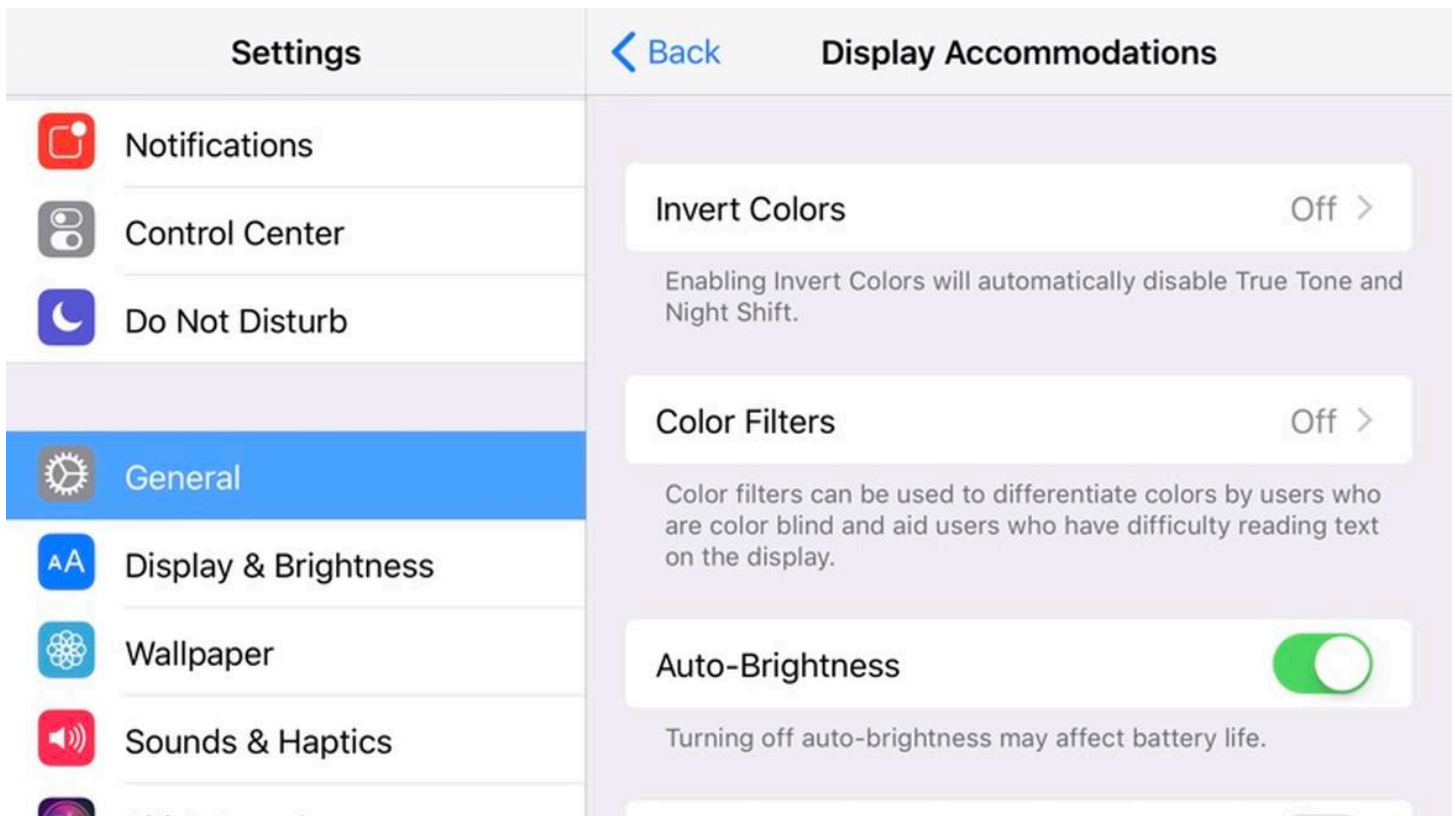 Settings
Notifications
Control Center
Do Not Disturb
General
AA Display & Brightness
Wallpaper
Sounds & Haptics
Back Display Accommodations
Invert Colors Off
Enabling Invert Colors will automatically disable True Tone and
Night Shift.
Color Filters Off
Color filters can be used to differentiate colors by users who
are color blind and aid users who have difficulty reading text
on the display.
Auto-Brightness
Turning off auto-brightness may affect battery life.